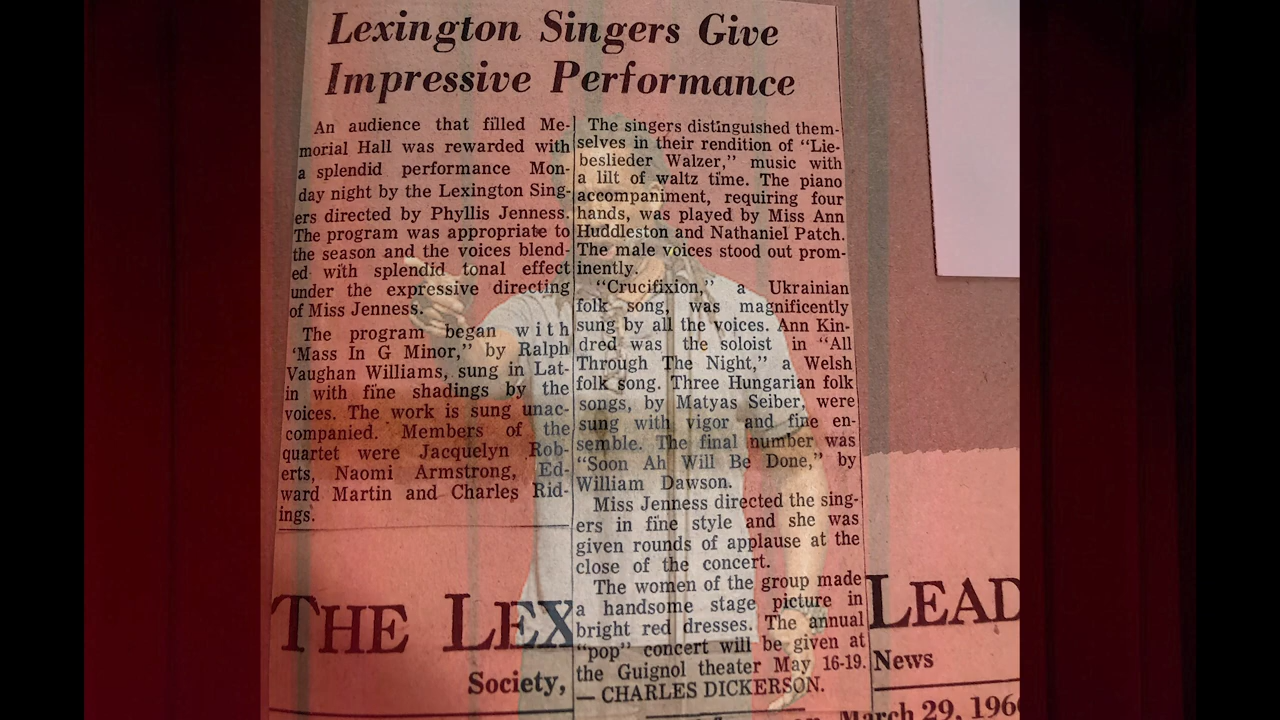 Lexington Singers Give
Impressive Performance
An audience that filled Me-
morial Hall was rewarded with
a splendid performance Mon-
day night by the Lexington Sing-
ers directed by Phyllis Jenness.
The program was appropriate to
the season and the voices blend-
ed with splendid tonal effect
under the expressive directing
of Miss Jenness.
The program began with
'Mass In G Minor,” by Ralph
Vaughan Williams, sung in Lat-
in with fine shadings by the
voices. The work is sung unac-
companied. Members of the
quartet were Jacquelyn Rob-
erts, Naomi Armstrong, Ed-
ward Martin and Charles Rid-
ings.
The singers distinguished them-
selves in their rendition of “Lie-
beslieder Walzer,” music with
a lilt of waltz time. The piano
accompaniment, requiring four
hands, was played by Miss Ann
Huddleston and Nathaniel Patch.
The male voices stood out prom-
inently.
“Crucifixion,” a Ukrainian
folk song, was magnificently
sung by all the voices. Ann Kin-
dred was the soloist in “All
Through The Night,” a Welsh
folk song. Three Hungarian folk
songs, by Matyas Seiber, were
sung with vigor and fine en-
semble. The final number was
“Soon Ah Will Be Done,” by
William Dawson.
Miss Jenness directed the sing-
ers in fine style and she was
given rounds of applause at the
close of the concert.
The women of the group made
a handsome stage picture in
bright red dresses. The annual
“pop” concert will be given at
the Guignol theater May 16-19.
— CHARLES DICKERSON.
THE LEX LEAD
Society, News
March 29, 196